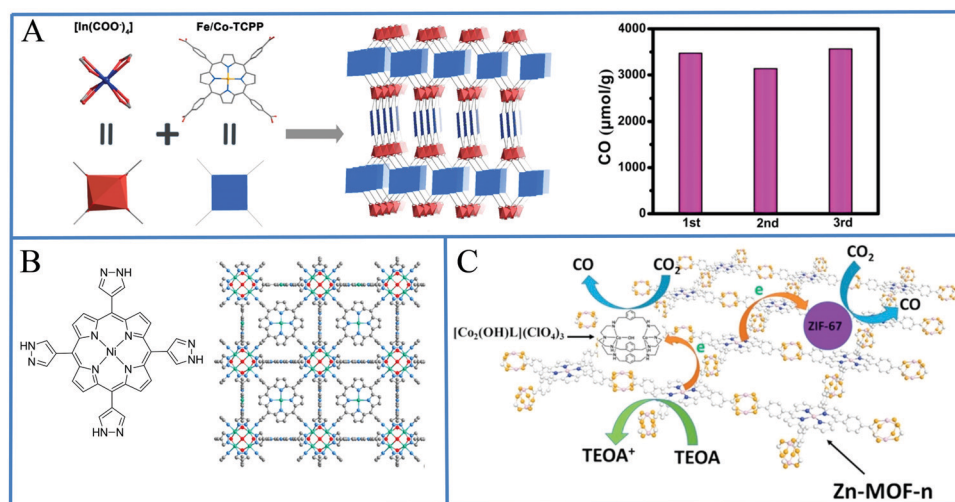 A
[In(COO⁻)₄]
Fe/Co-TCPP
CO (μmol/g)
4000
3000
2000
1000
0
1st 2nd 3rd
B
N-NH
HN-N
N-NH
N N
Ni
N N
N
NH
HN-N
C
CO
CO₂
CO₂
e
CO
ZIF-67
[Co₂(OH)L](ClO₄)₃
e
TEOA⁺
TEOA
Zn-MOF-n